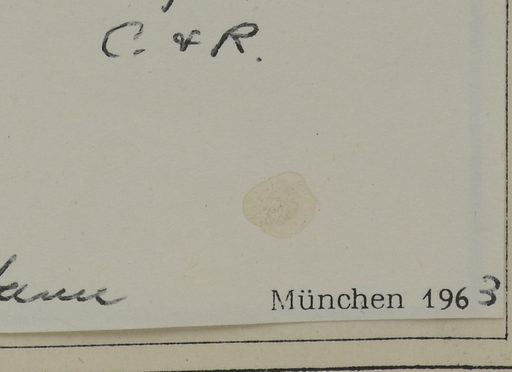 C. & R.
München 1963